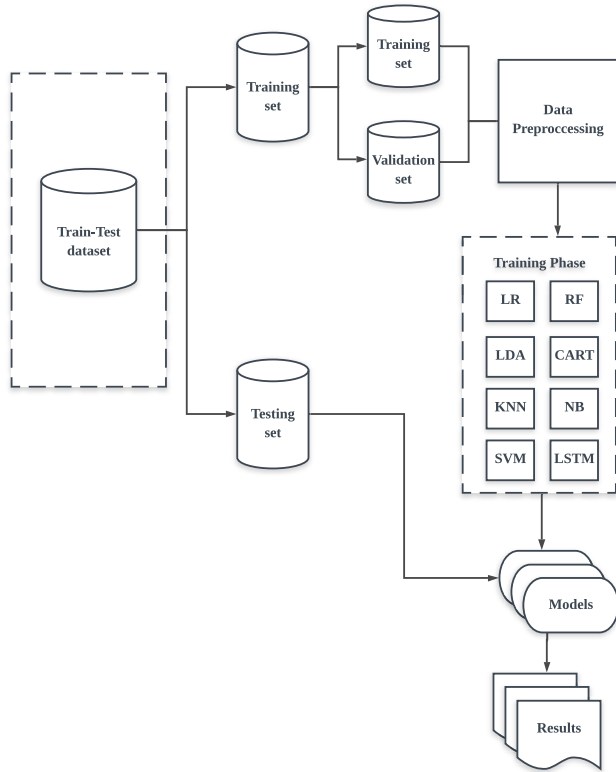 Training
set
Training
set
Validation
set
Data
Preproccessing
Train-Test
dataset
Training Phase
LR
RF
LDA
CART
KNN
NB
SVM
LSTM
Testing
set
Models
Results